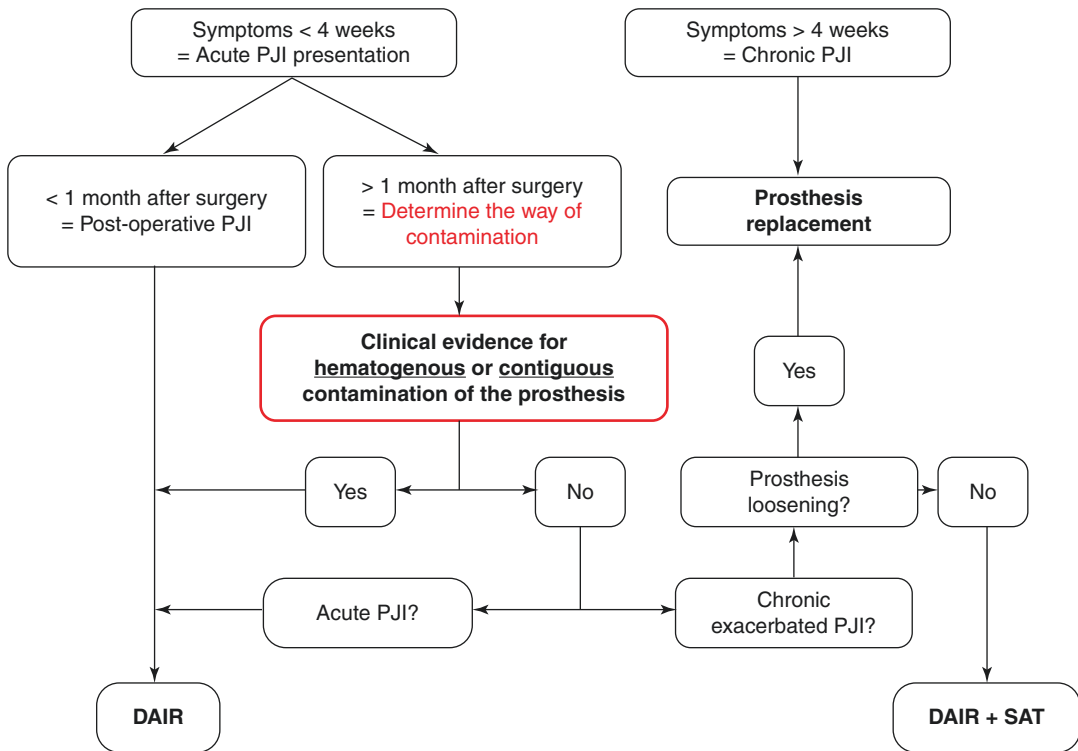 Symptoms < 4 weeks
= Acute PJI presentation
Symptoms > 4 weeks
= Chronic PJI
< 1 month after surgery
= Post-operative PJI
> 1 month after surgery
= Determine the way of
contamination
Prosthesis
replacement
Clinical evidence for
hematogenous or contiguous
contamination of the prosthesis
Yes
Yes
No
Prosthesis
loosening?
No
Acute PJI?
Chronic
exacerbated PJI?
DAIR
DAIR + SAT